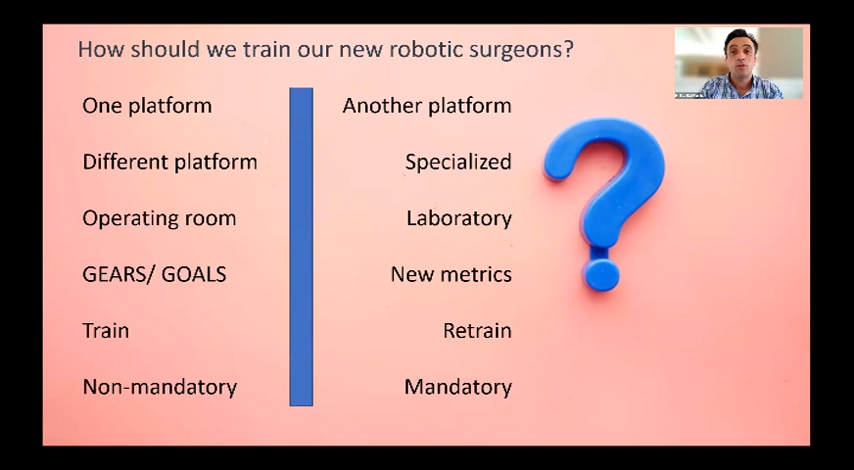 How should we train our new robotic surgeons?
One platform Another platform
Different platform Specialized
Operating room Laboratory
GEARS/ GOALS New metrics
Train Retrain
Non-mandatory Mandatory